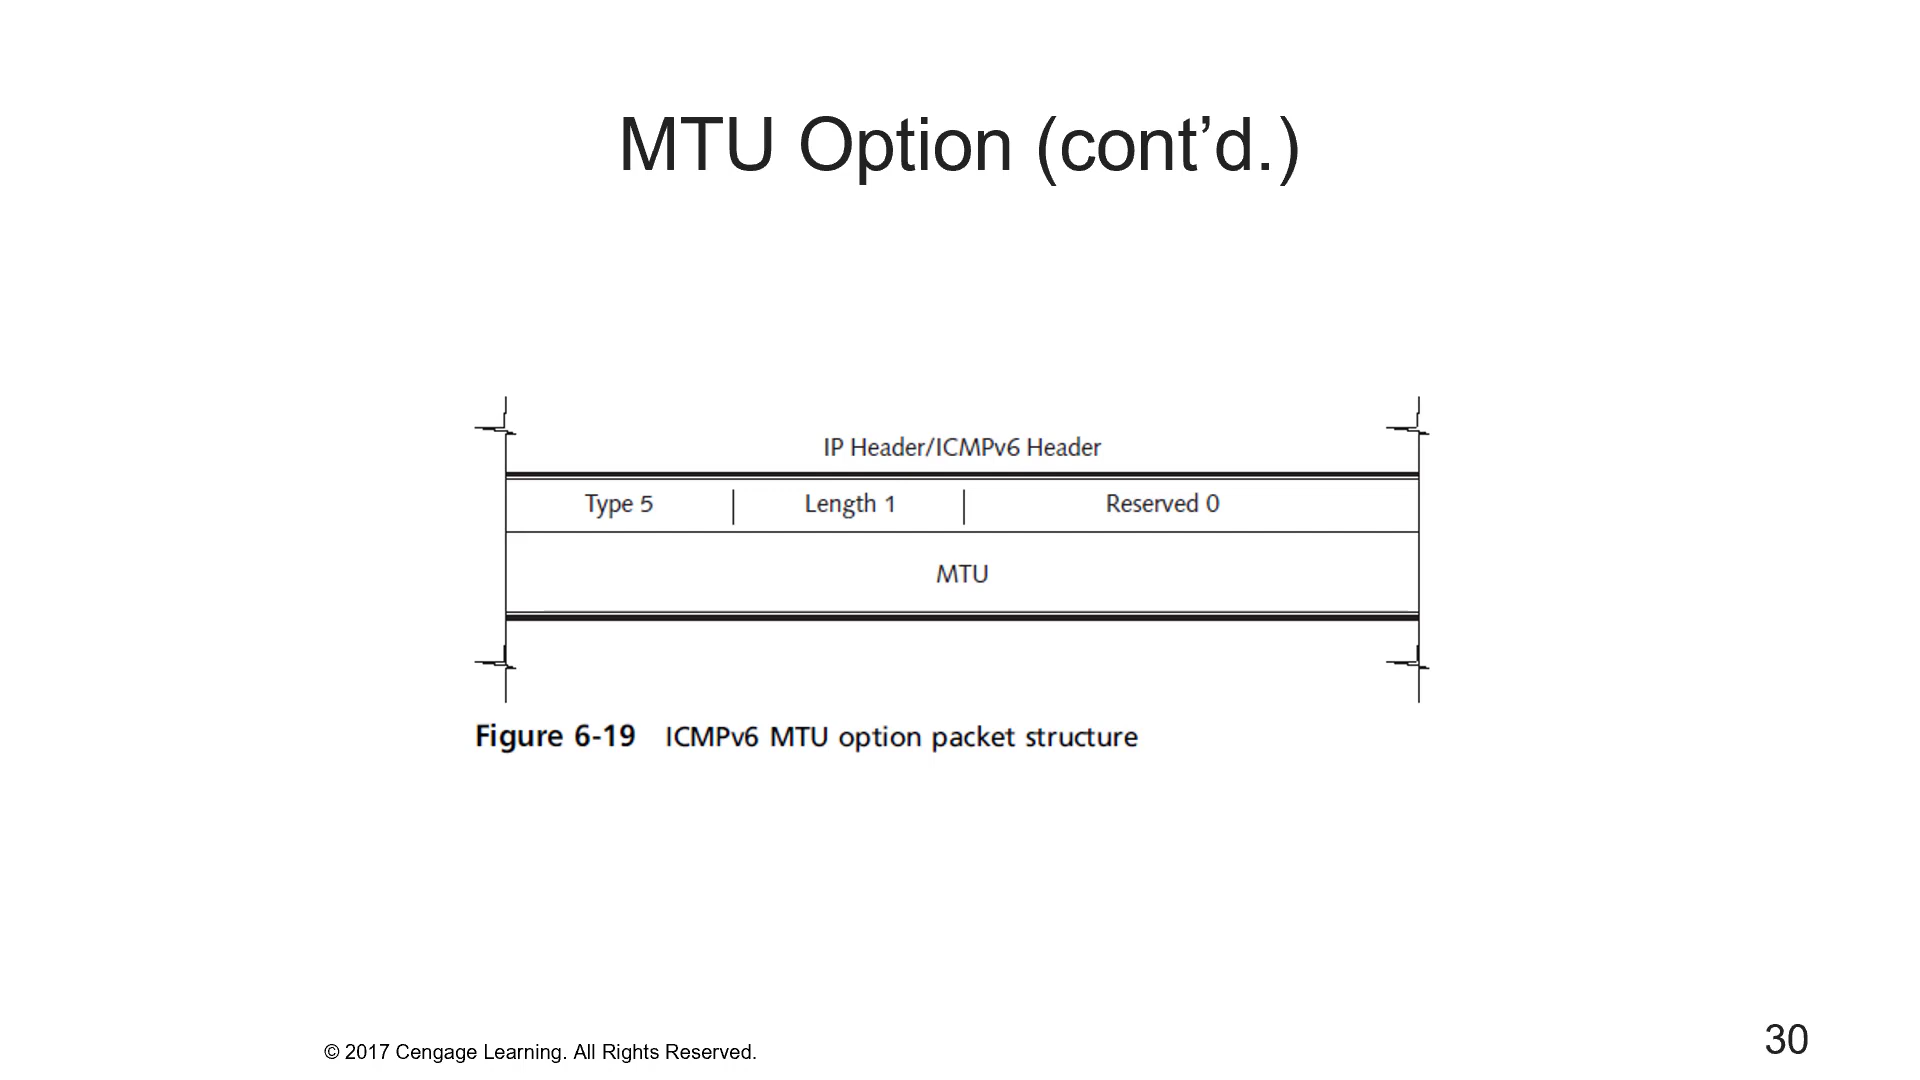 MTU Option (cont’d.)
IP Header/ICMPv6 Header
Type 5 Length 1 Reserved 0
MTU
Figure 6-19 ICMPv6 MTU option packet structure
© 2017 Cengage Learning. All Rights Reserved.
30